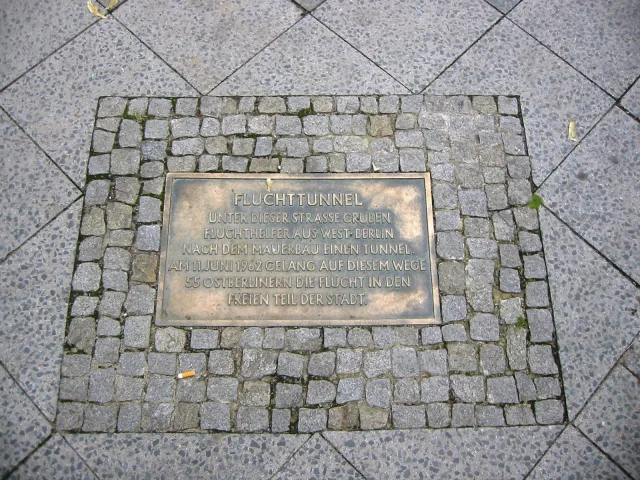 FLUCHTTUNNEL
UNTER DIESER STRASSE GRUBEN
FLUCHTHELFER AUS WEST-BERLIN
NACH DEM MAUERBAU EINEN TUNNEL.
AM 11. JUNI 1962 GELANG AUF DIESEM WEGE
55 OSTBERLINERN DIE FLUCHT IN DEN
FREIEN TEIL DER STADT.